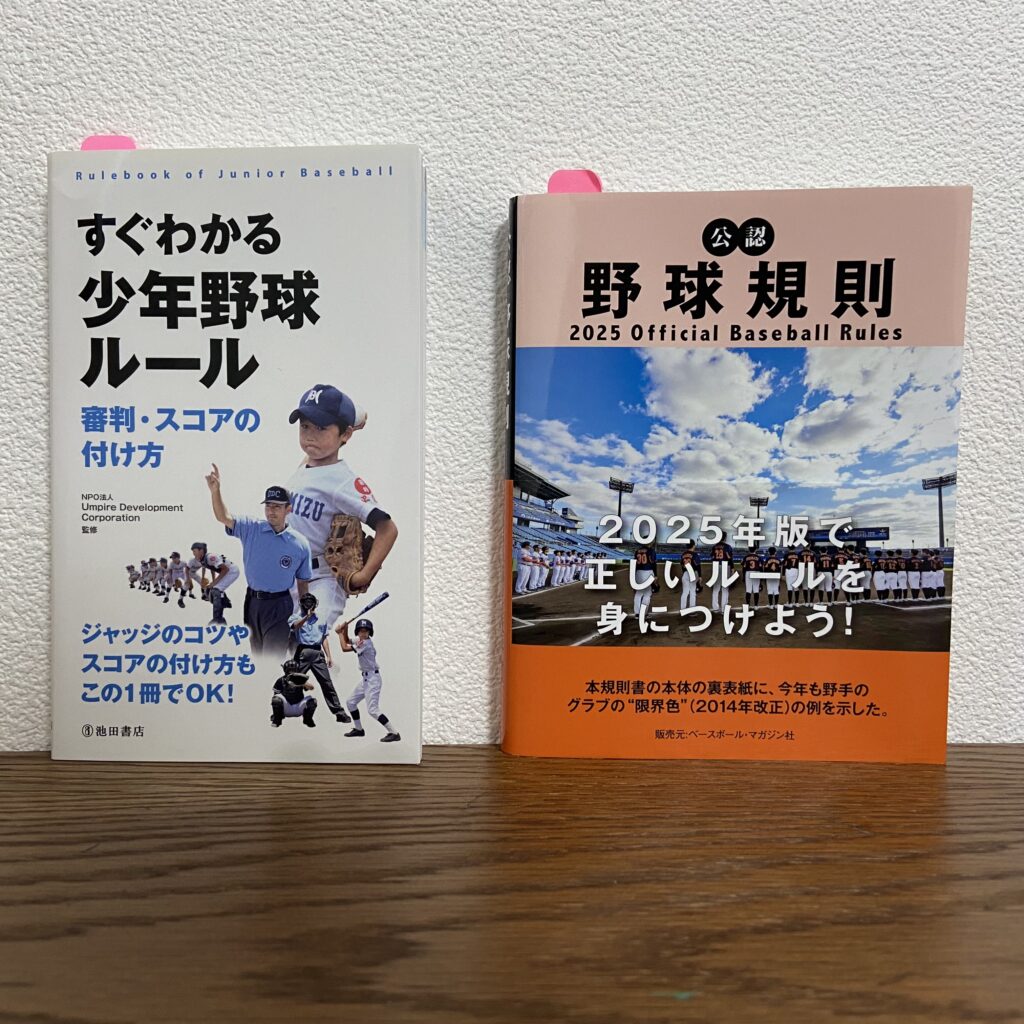 Rulebook of Junior Baseball
すぐわかる
少年野球
ルール
審判・スコアの
付け方
NPO法人
Umpire Development
Corporation
監修
ジャッジのコツや
スコアの付け方も
この1冊でOK!
池田書店
公認
野球規則
2025 Official Baseball Rules
2025年版で
正しいルールを
身につけよう!
本規則書の本体の裏表紙に、今年も野手の
グラブの“限界色”(2014年改正)の例を示した。
販売元:ベースボール・マガジン社